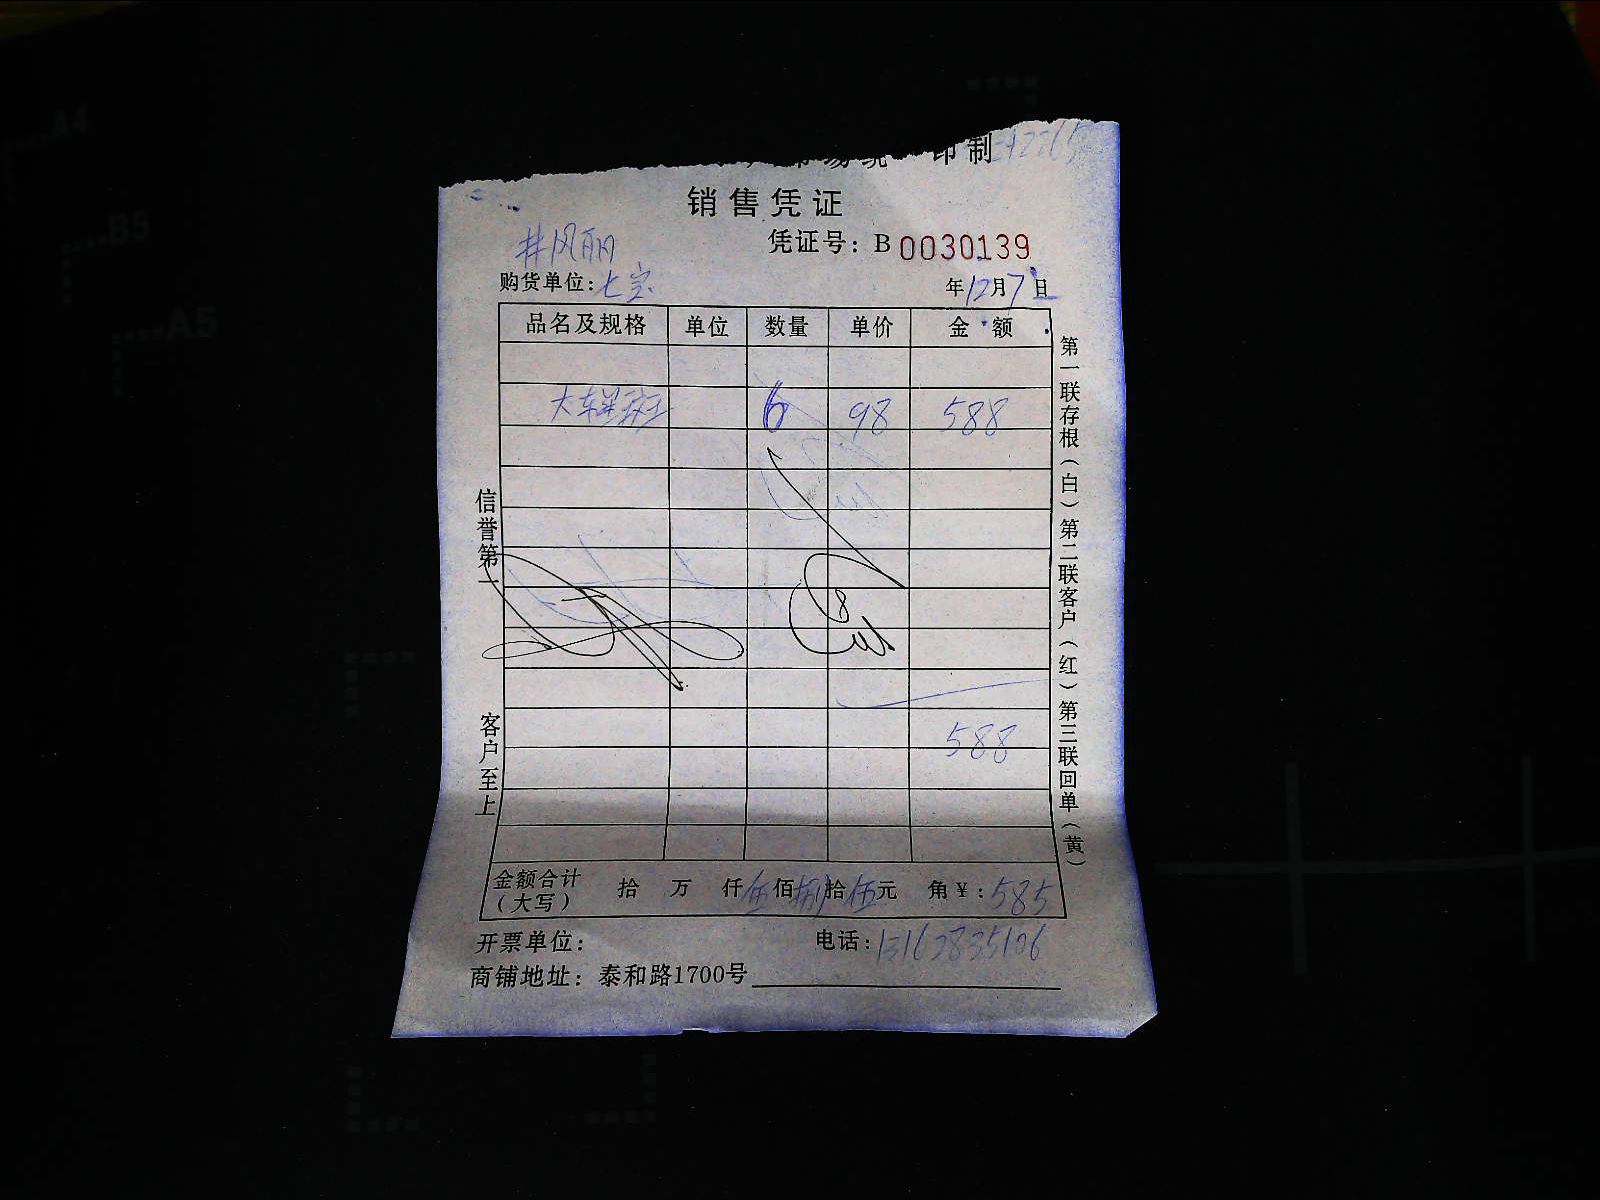 印制
销售凭证
井风丽
凭证号: B 0030139
购货单位: 七宝
年12月7日
品名及规格 单位 数量 单价 金额
6 98 588
588
金额合计(大写) 拾 万 仟伍佰捌拾伍元 角¥: 585
开票单位:
电话: 13162835106
商铺地址: 泰和路1700号
信誉第一
客户至上
第一联存根(白)第二联客户(红)第三联回单(黄)
A4
B5
A5